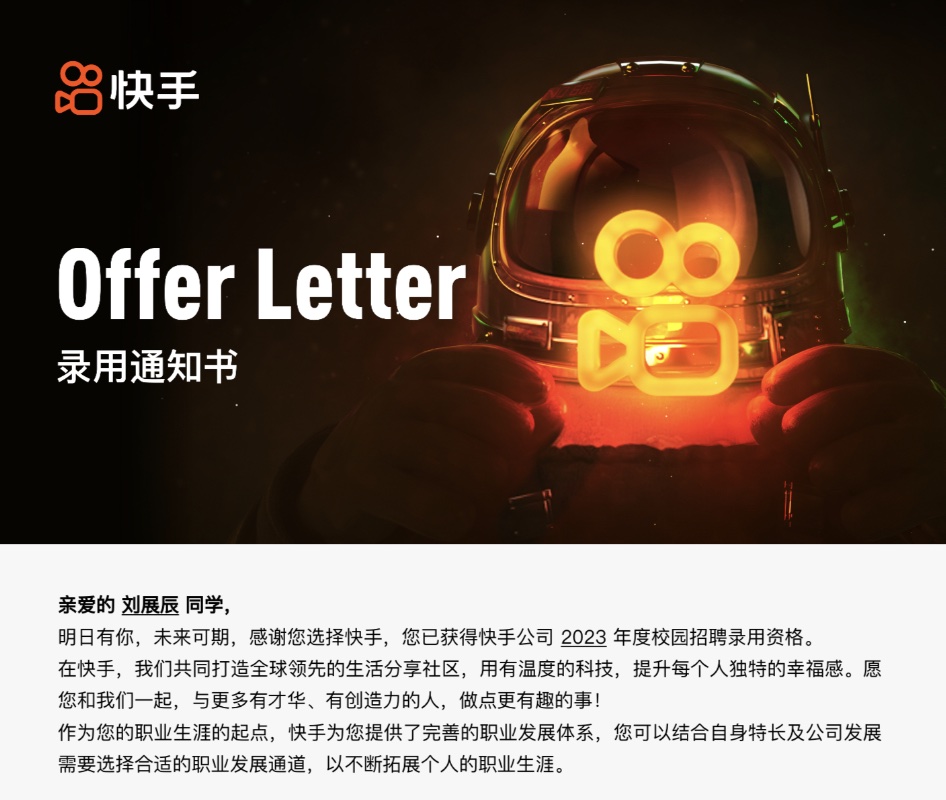 快手
Offer Letter
录用通知书
亲爱的 刘展辰 同学，
明日有你，未来可期，感谢您选择快手，您已获得快手公司 2023 年度校园招聘录用资格。
在快手，我们共同打造全球领先的生活分享社区，用有温度的科技，提升每个人独特的幸福感。愿
您和我们一起，与更多有才华、有创造力的人，做点更有趣的事！
作为您的职业生涯的起点，快手为您提供了完善的职业发展体系，您可以结合自身特长及公司发展
需要选择合适的职业发展通道，以不断拓展个人的职业生涯。